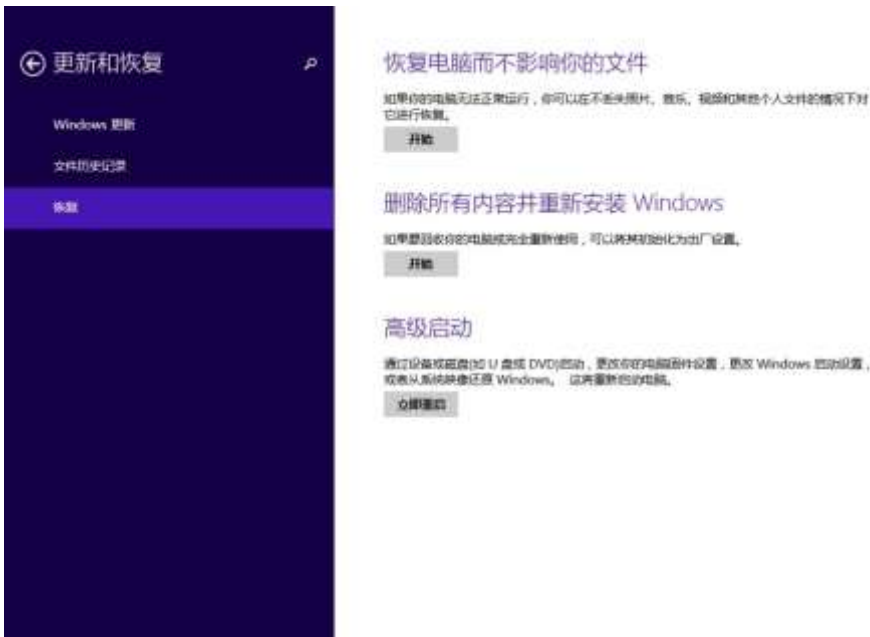 更新和恢复
Windows 更新
文件历史记录
恢复
恢复电脑而不影响你的文件
如果你的电脑无法正常运行，你可以在不丢失照片、音乐、视频和其他个人文件的情况下对
它进行恢复。
开始
删除所有内容并重新安装 Windows
如果要回收你的电脑或完全重新使用，可以将其初始化为出厂设置。
开始
高级启动
通过设备或磁盘(如 U 盘或 DVD)启动，更改你的电脑固件设置，更改 Windows 启动设置，
或者从系统映像还原 Windows。 这将重新启动电脑。
立即重启